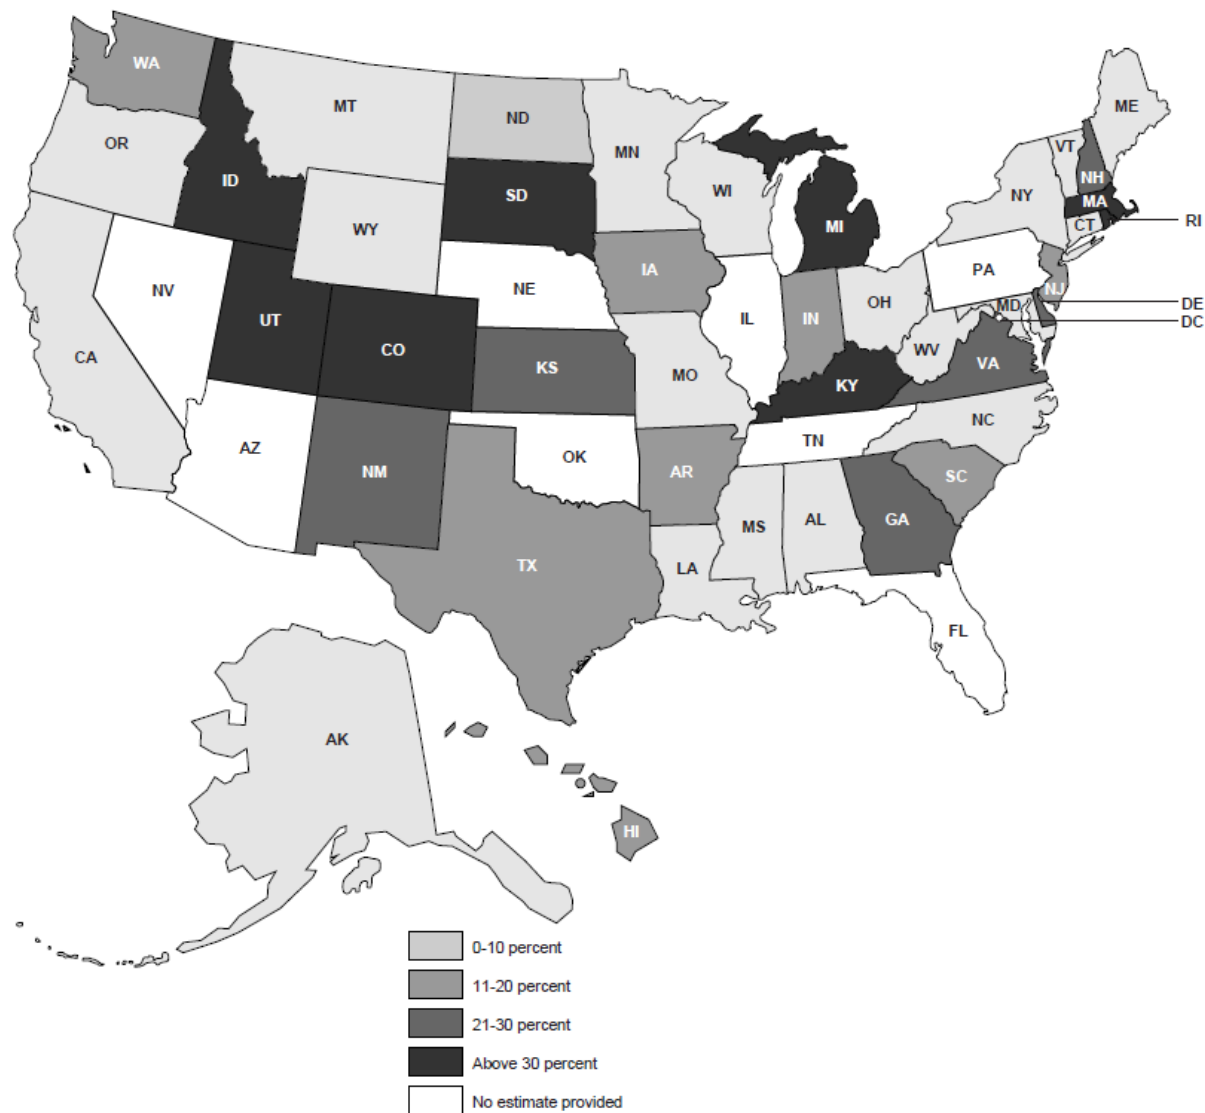 WA
MT
ND
MN
OR
ID
SD
WI
MI
ME
VT
NH
NY
MA
RI
CT
WY
IA
NE
PA
NJ
NV
UT
CO
KS
IL
IN
OH
MD
DE
DC
WV
VA
CA
MO
KY
AZ
NM
OK
AR
TN
NC
SC
MS
AL
GA
TX
LA
FL
AK
HI
0-10 percent
11-20 percent
21-30 percent
Above 30 percent
No estimate provided